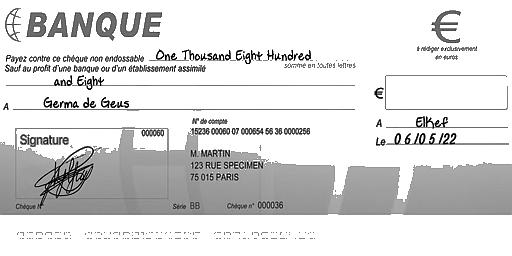 BANQUE
€
à rédiger exclusivement
en euros
Payez contre ce chèque non endossable One Thousand Eight Hundred
Sauf au profit d'une banque ou d'un établissement assimilé
somme en toutes lettres
and Eight
€
A Germa de Geus
A ElKef
Le 06/05/22
Signature
000060
N° de compte
15236 00060 07 000654 56 36 0000256
M. MARTIN
123 RUE SPECIMEN
75 015 PARIS
Chèque N°
Série BB
Chèque n° 000036